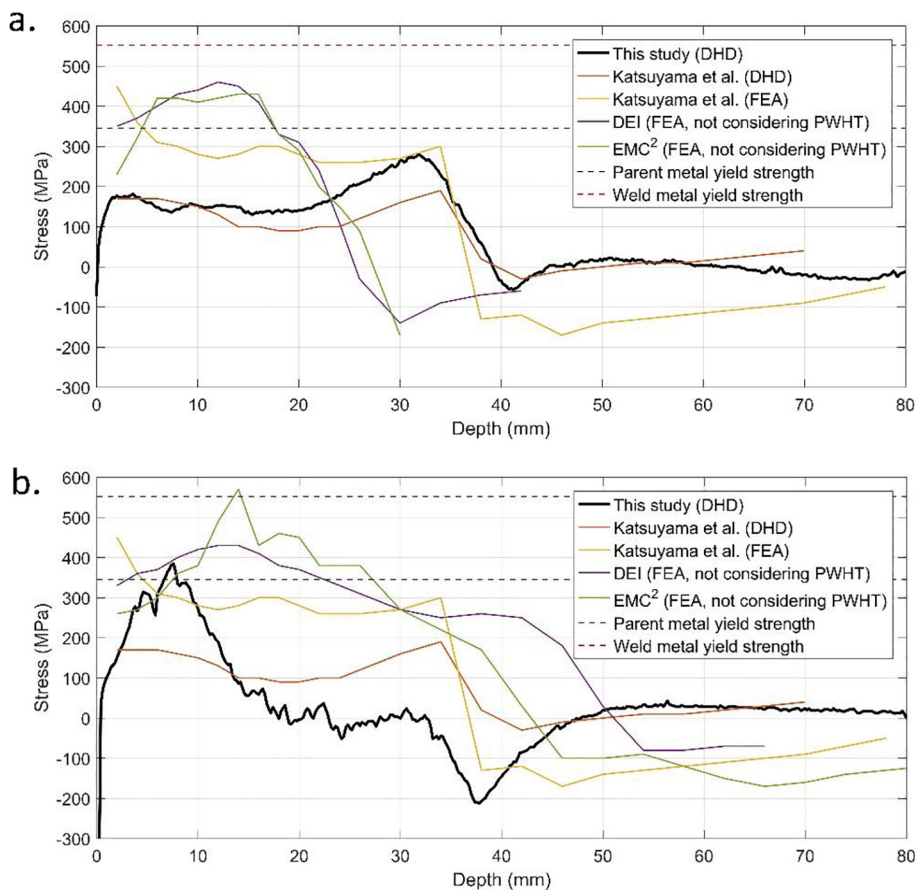 a.
600
500
400
300
200
100
0
-100
-200
-300
Stress (MPa)
This study (DHD)
Katsuyama et al. (DHD)
Katsuyama et al. (FEA)
DEI (FEA, not considering PWHT)
EMC² (FEA, not considering PWHT)
Parent metal yield strength
Weld metal yield strength
0 10 20 30 40 50 60 70 80
Depth (mm)
b.
600
500
400
300
200
100
0
-100
-200
-300
Stress (MPa)
This study (DHD)
Katsuyama et al. (DHD)
Katsuyama et al. (FEA)
DEI (FEA, not considering PWHT)
EMC² (FEA, not considering PWHT)
Parent metal yield strength
Weld metal yield strength
0 10 20 30 40 50 60 70 80
Depth (mm)